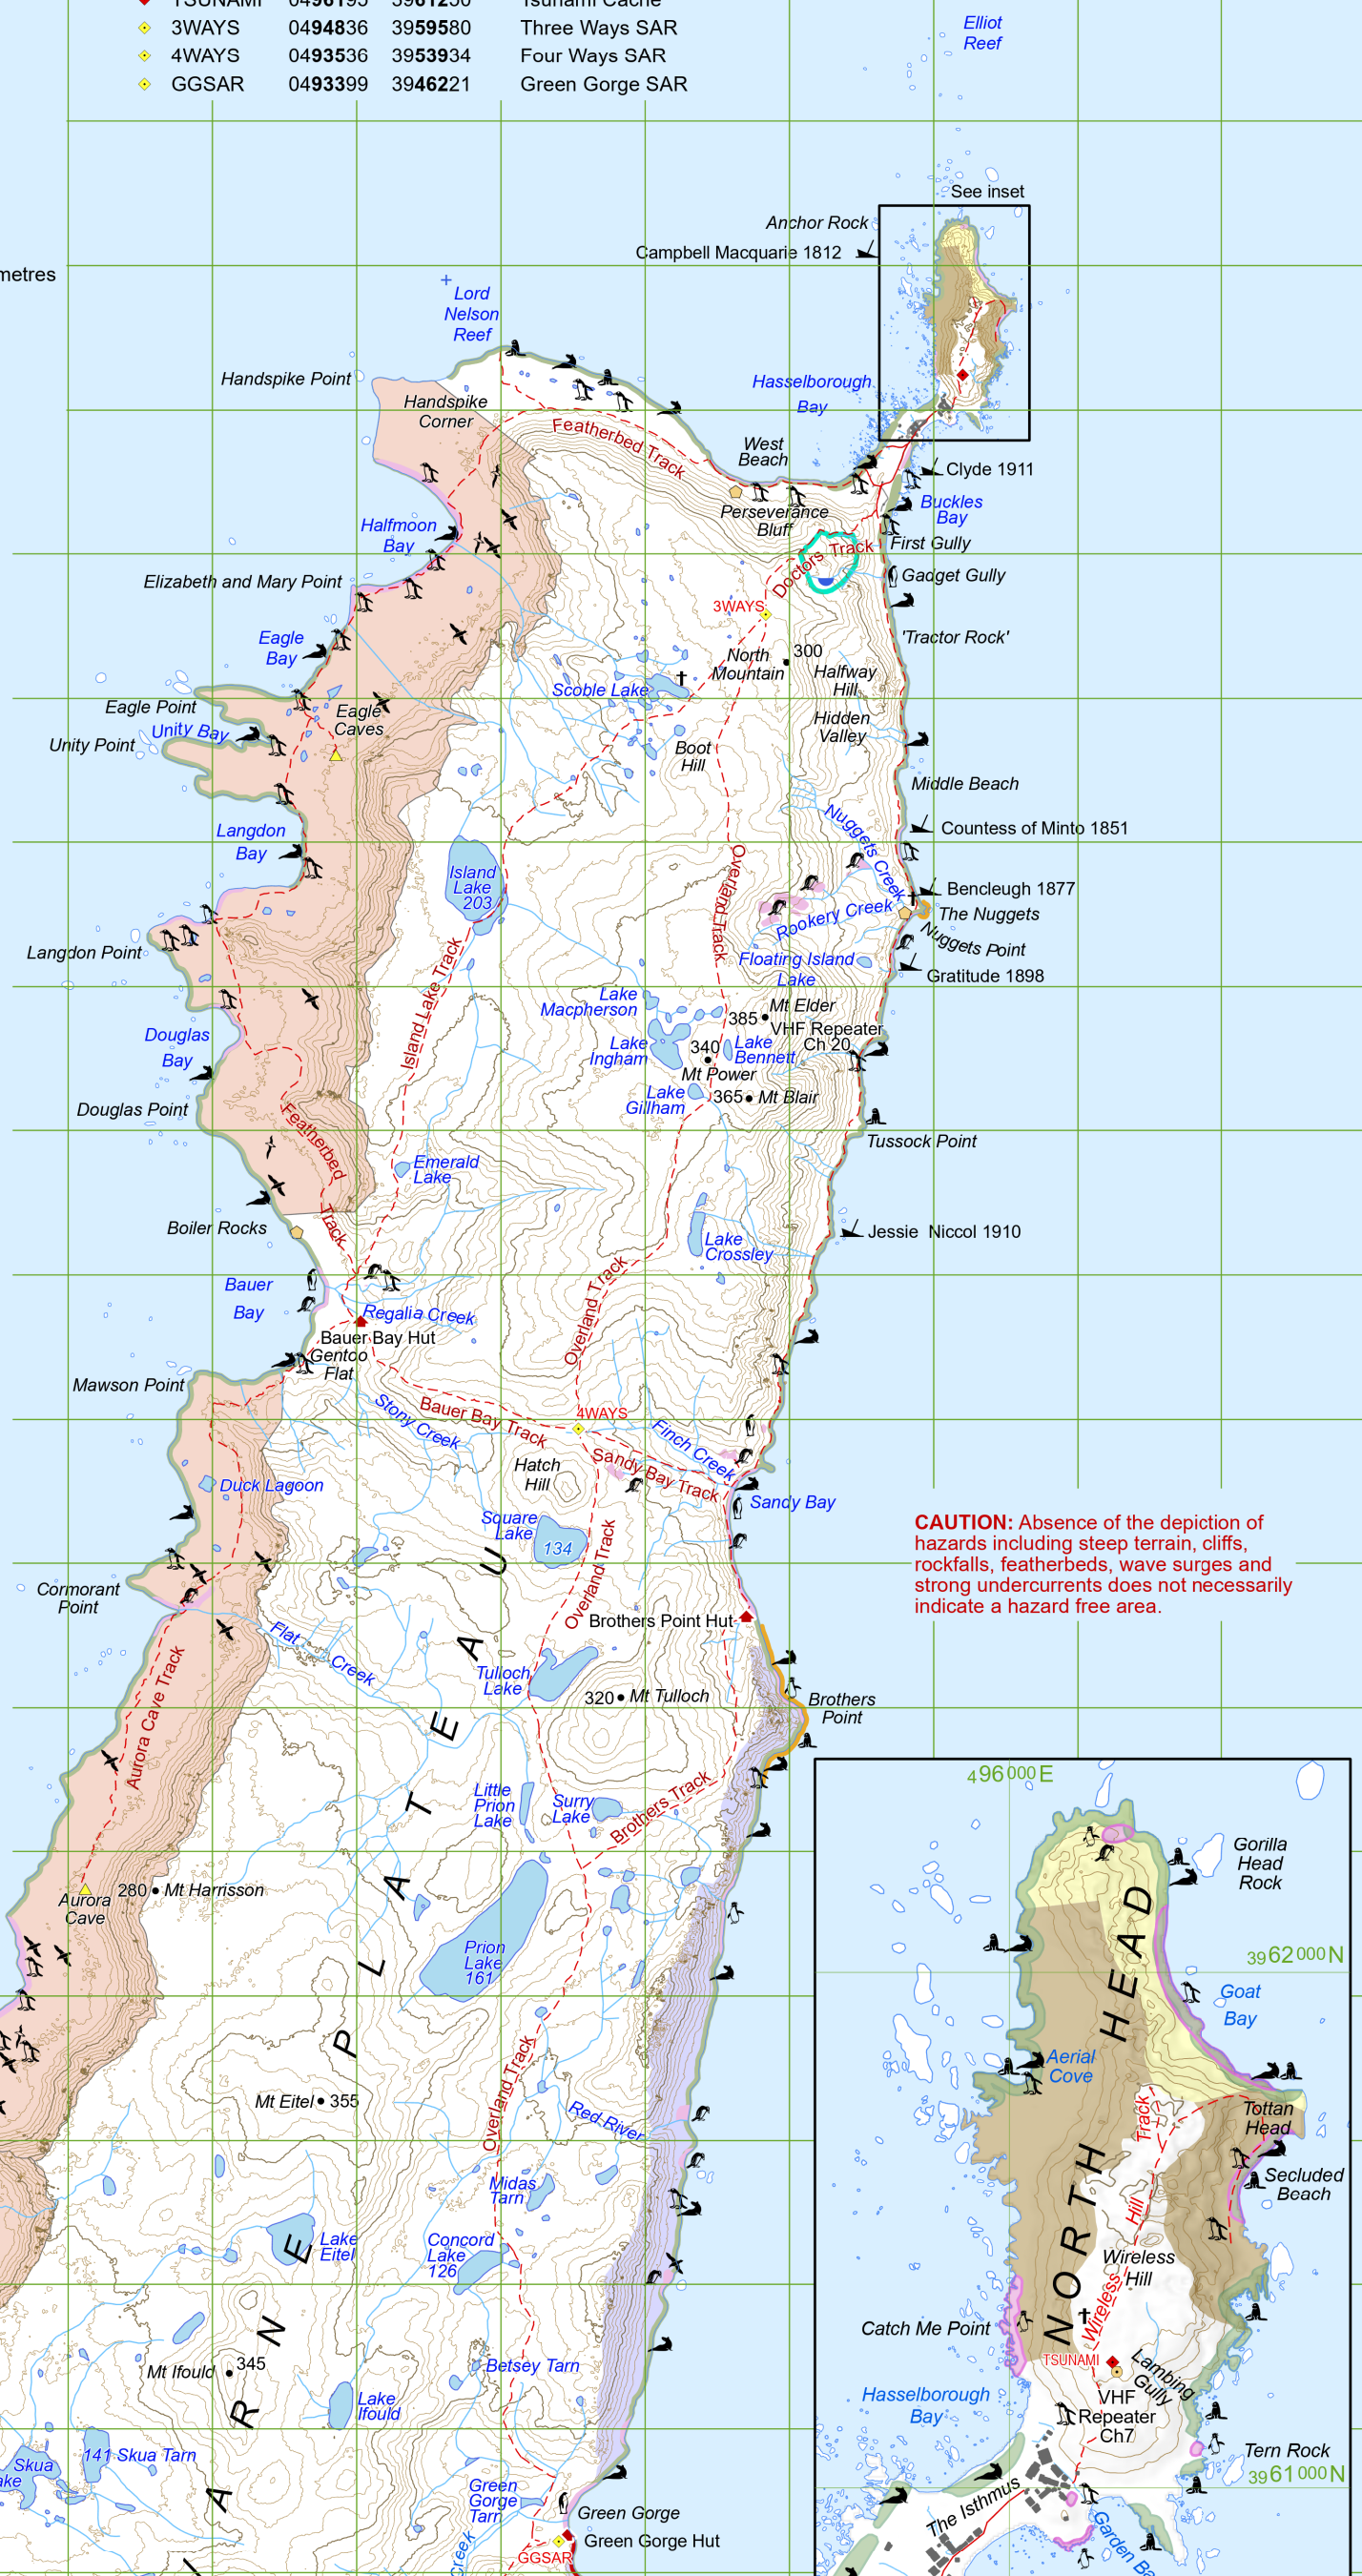 TSUNAMI 0496195 3961250 Tsunami Cache
3WAYS 0494836 3959580 Three Ways SAR
4WAYS 0493536 3953934 Four Ways SAR
GGSAR 0493399 3946221 Green Gorge SAR
Elliot
Reef
See inset
Anchor Rock
Campbell Macquarie 1812
metres
Lord
Nelson
Reef
Handspike Point
Handspike
Corner
Hasselborough
Bay
Featherbed Track
West
Beach
Clyde 1911
Perseverance
Bluff
Buckles
Bay
Halfmoon
Bay
First Gully
Doctors Track
Elizabeth and Mary Point
Gadget Gully
3WAYS
Eagle
Bay
'Tractor Rock'
North
Mountain
300
Halfway
Hill
Scoble Lake
Eagle Point
Unity Bay
Eagle
Caves
Unity Point
Hidden
Valley
Boot
Hill
Middle Beach
Nuggets Creek
Langdon
Bay
Countess of Minto 1851
Island
Lake
203
Overland Track
Bencleugh 1877
The Nuggets
Rookery Creek
Nuggets Point
Langdon Point
Floating Island
Lake
Gratitude 1898
Island Lake Track
Lake
Macpherson
Mt Elder
385
VHF Repeater
Ch 20
Douglas
Bay
Lake
Ingham
340
Lake
Bennett
Mt Power
Lake
Gillham
365
Mt Blair
Douglas Point
Featherbed
Track
Tussock Point
Emerald
Lake
Boiler Rocks
Jessie Niccol 1910
Lake
Crossley
Bauer
Bay
Overland Track
Regalia Creek
Bauer Bay Hut
Gentoo
Flat
Mawson Point
Stony Creek
Bauer Bay Track
4WAYS
Finch Creek
Sandy Bay Track
Hatch
Hill
Duck Lagoon
Sandy Bay
Square
Lake
134
CAUTION: Absence of the depiction of
hazards including steep terrain, cliffs,
rockfalls, featherbeds, wave surges and
strong undercurrents does not necessarily
indicate a hazard free area.
Overland Track
Cormorant
Point
Brothers Point Hut
Flat Creek
Tulloch
Lake
320
Mt Tulloch
Brothers
Point
Aurora Cave Track
Little
Prion
Lake
Surry
Lake
Brothers Track
Aurora
Cave
280
Mt Harrisson
Prion
Lake
161
PLATEAU
Overland Track
Mt Eitel
355
Red River
Midas
Tarn
Lake
Eitel
Concord
Lake
126
Mt Ifould
345
Betsey Tarn
Lake
Ifould
141 Skua Tarn
Skua
ake
Green
Gorge
Tarn
Green Gorge
Green Gorge Hut
GGSAR
Creek
A R N E
496000E
Gorilla
Head
Rock
3962000N
Goat
Bay
Aerial
Cove
Tottan
Head
Track
Secluded
Beach
Hill
NORTH HEAD
Wireless
Hill
Wireless
Catch Me Point
TSUNAMI
Lambing
Gully
VHF
Repeater
Ch7
Hasselborough
Bay
Tern Rock
3961000N
The Isthmus
Garden Ba